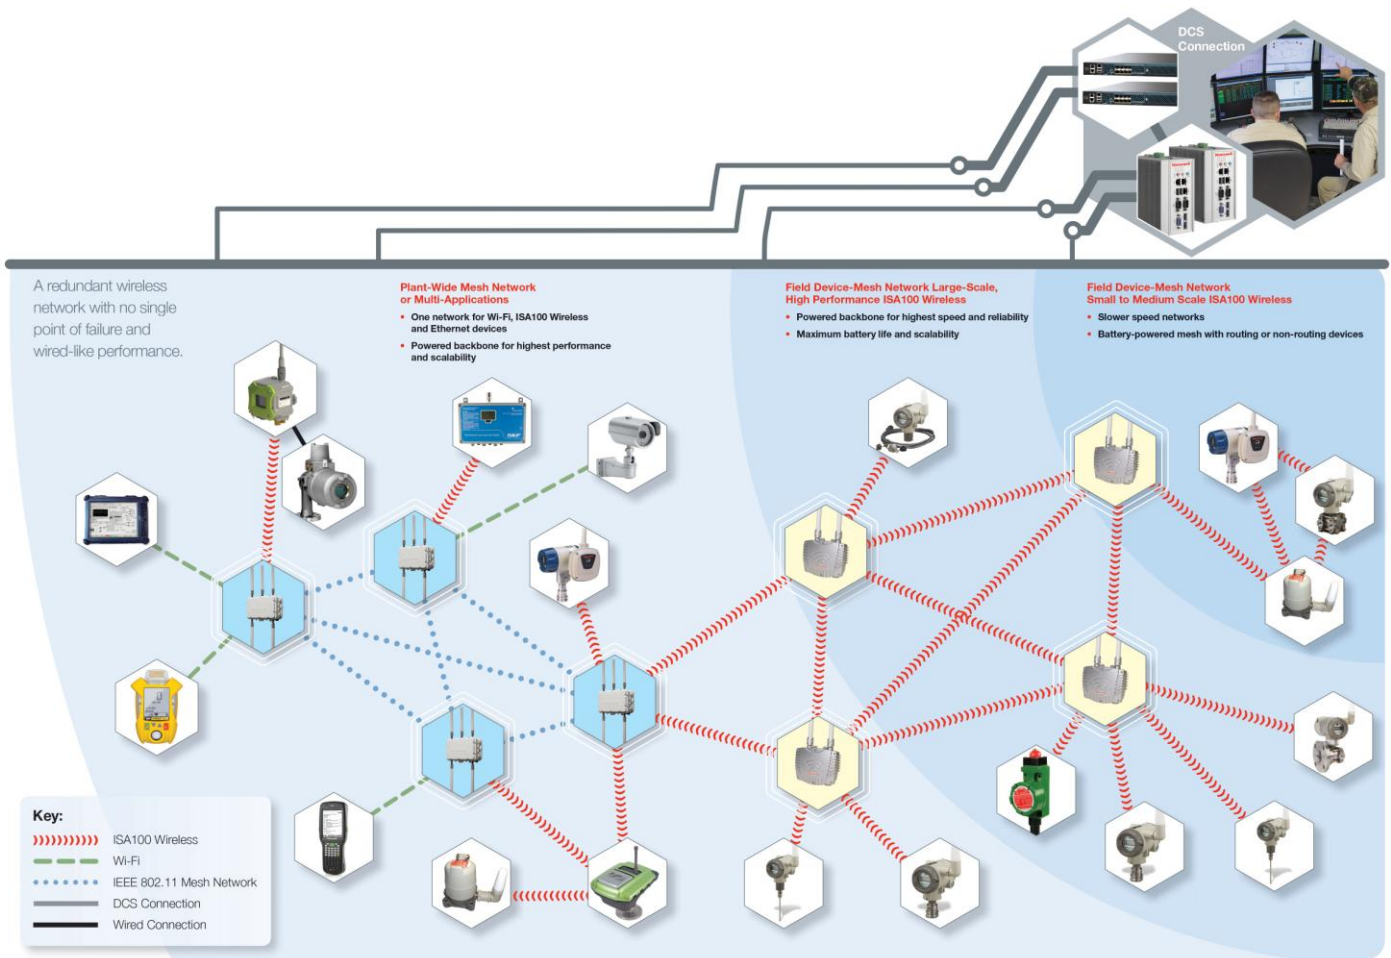 DCS
Connection
Honeywell
A redundant wireless
network with no single
point of failure and
wired-like performance.
Plant-Wide Mesh Network
or Multi-Applications
• One network for Wi-Fi, ISA100 Wireless
and Ethernet devices
• Powered backbone for highest performance
and scalability
Field Device-Mesh Network Large-Scale,
High Performance ISA100 Wireless
• Powered backbone for highest speed and reliability
• Maximum battery life and scalability
Field Device-Mesh Network
Small to Medium Scale ISA100 Wireless
• Slower speed networks
• Battery-powered mesh with routing or non-routing devices
Key:
ISA100 Wireless
Wi-Fi
IEEE 802.11 Mesh Network
DCS Connection
Wired Connection